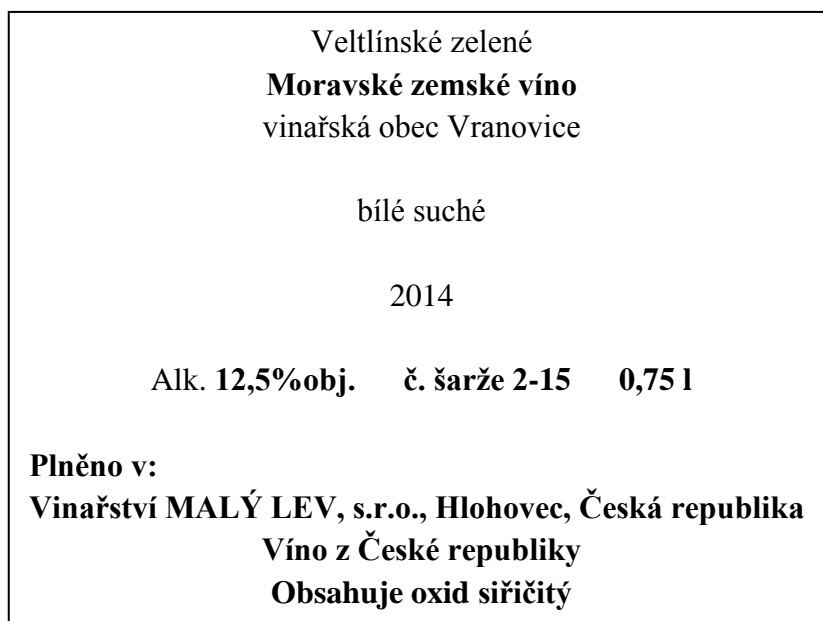 Veltlínské zelené
Moravské zemské víno
vinařská obec Vranovice
bílé suché
2014
Alk. 12,5%obj. č. šarže 2-15 0,75 l
Plněno v:
Vinařství MALÝ LEV, s.r.o., Hlohovec, Česká republika
Víno z České republiky
Obsahuje oxid siřičitý